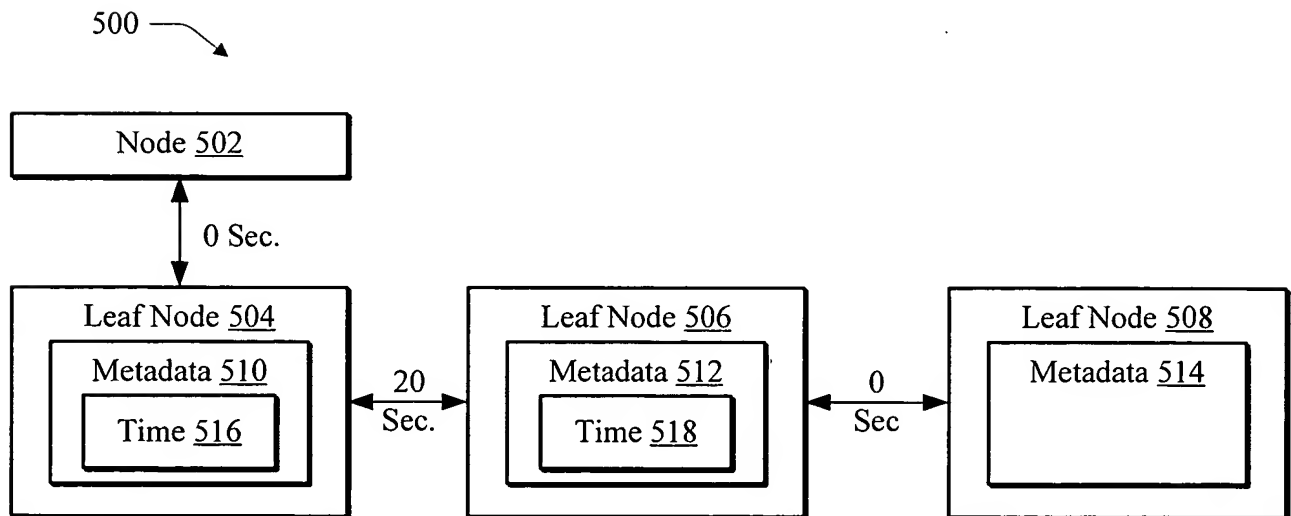 500
Node 502
0 Sec.
Leaf Node 504
Metadata 510
Time 516
20
Sec.
Leaf Node 506
Metadata 512
Time 518
0
Sec
Leaf Node 508
Metadata 514